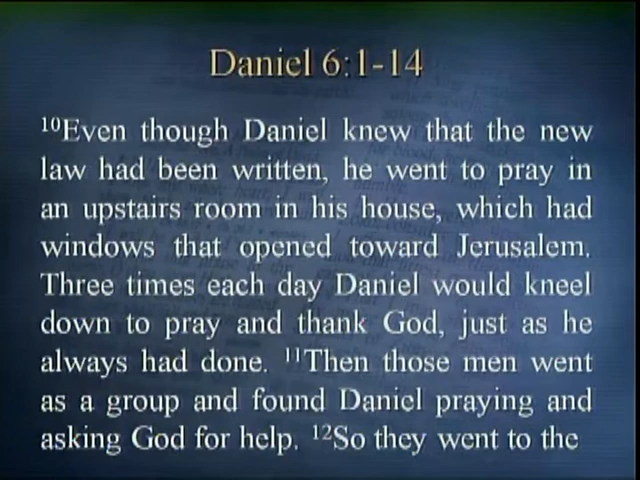 Daniel 6:1-14
¹⁰Even though Daniel knew that the new
law had been written, he went to pray in
an upstairs room in his house, which had
windows that opened toward Jerusalem.
Three times each day Daniel would kneel
down to pray and thank God, just as he
always had done. ¹¹Then those men went
as a group and found Daniel praying and
asking God for help. ¹²So they went to the